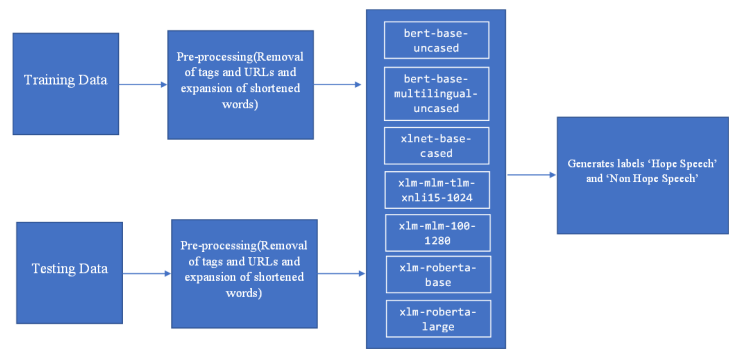 Training Data
Pre-processing(Removal
of tags and URLs and
expansion of shortened
words)
Testing Data
Pre-processing(Removal
of tags and URLs and
expansion of shortened
words)
bert-base-
uncased
bert-base-
multilingual-
uncased
xlnet-base-
cased
xlm-mlm-tlm-
xnli15-1024
xlm-mlm-100-
1280
xlm-roberta-
base
xlm-roberta-
large
Generates labels ‘Hope Speech’
and ‘Non Hope Speech’